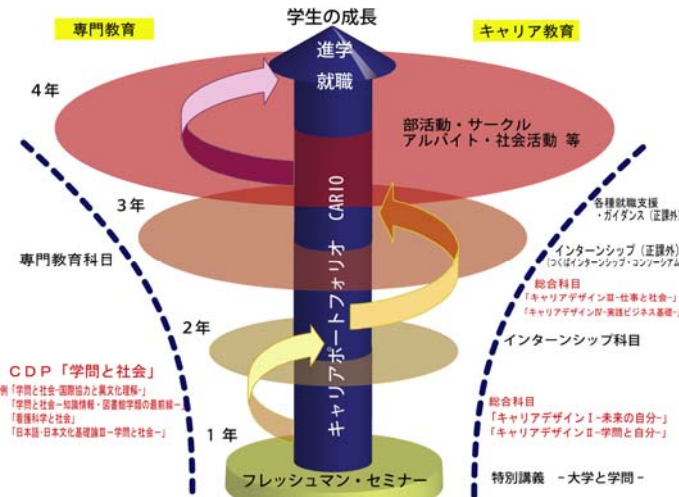 学生の成長
専門教育
キャリア教育
進学
就職
4年
部活動・サークル
アルバイト・社会活動 等
3年
各種就職支援
・ガイダンス(正課外)
専門教育科目
インターンシップ(正課外)
(つくばインターンシップ・コンソーシアム
総合科目
「キャリアデザインⅢ-仕事と社会-」
「キャリアデザインⅣ-実践ビジネス基礎-」
キャリアポートフォリオ CARIO
2年
インターンシップ科目
CDP「学問と社会」
例「学問と社会-国際協力と異文化理解-」
「学問と社会-知識情報・図書館学類の最前線-」
「看護科学と社会」
「日本語・日本文化基礎論Ⅲ-学問と社会-」
総合科目
「キャリアデザインⅠ-未来の自分-」
「キャリアデザインⅡ-学問と自分-」
1年
フレッシュマン・セミナー
特別講義 -大学と学問-